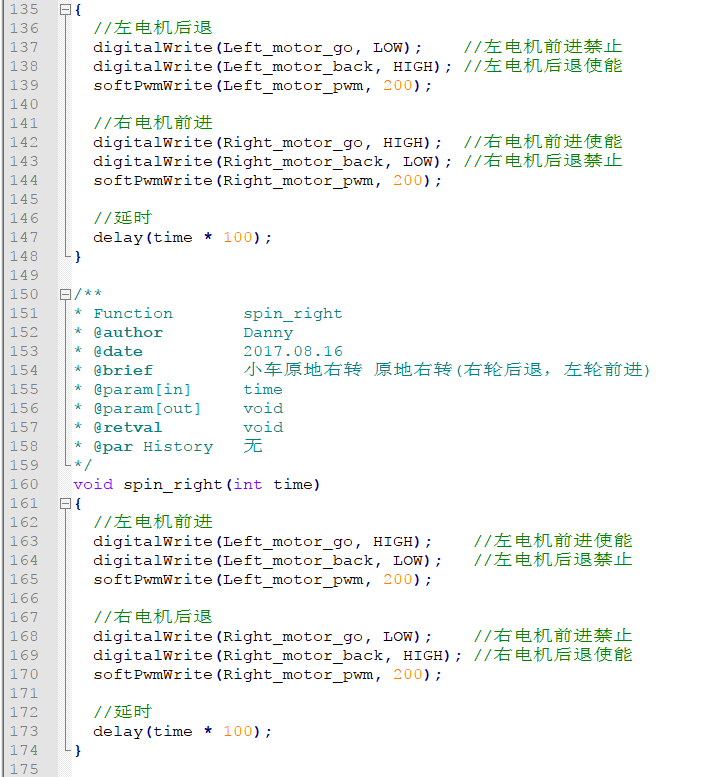 135 {
136   //左电机后退
137   digitalWrite(Left_motor_go, LOW);    //左电机前进禁止
138   digitalWrite(Left_motor_back, HIGH); //左电机后退使能
139   softPwmWrite(Left_motor_pwm, 200);
140
141   //右电机前进
142   digitalWrite(Right_motor_go, HIGH);  //右电机前进使能
143   digitalWrite(Right_motor_back, LOW); //右电机后退禁止
144   softPwmWrite(Right_motor_pwm, 200);
145
146   //延时
147   delay(time * 100);
148 }
149
150 /**
151 * Function       spin_right
152 * @author        Danny
153 * @date          2017.08.16
154 * @brief         小车原地右转 原地右转(右轮后退，左轮前进)
155 * @param[in]     time
156 * @param[out]    void
157 * @retval        void
158 * @par History   无
159 */
160 void spin_right(int time)
161 {
162   //左电机前进
163   digitalWrite(Left_motor_go, HIGH);    //左电机前进使能
164   digitalWrite(Left_motor_back, LOW);   //左电机后退禁止
165   softPwmWrite(Left_motor_pwm, 200);
166
167   //右电机后退
168   digitalWrite(Right_motor_go, LOW);    //右电机前进禁止
169   digitalWrite(Right_motor_back, HIGH); //右电机后退使能
170   softPwmWrite(Right_motor_pwm, 200);
171
172   //延时
173   delay(time * 100);
174 }
175